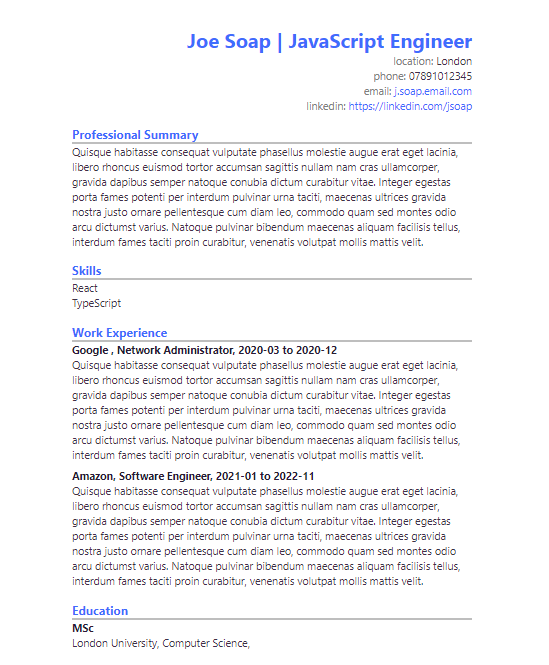 Joe Soap | JavaScript Engineer
location: London
phone: 07891012345
email: j.soap.email.com
linkedin: https://linkedin.com/jsoap
Professional Summary
Quisque habitasse consequat vulputate phasellus molestie augue erat eget lacinia,
libero rhoncus euismod tortor accumsan sagittis nullam nam cras ullamcorper,
gravida dapibus semper natoque conubia dictum curabitur vitae. Integer egestas
porta fames potenti per interdum pulvinar urna taciti, maecenas ultrices gravida
nostra justo ornare pellentesque cum diam leo, commodo quam sed montes odio
arcu dictumst varius. Natoque pulvinar bibendum maecenas aliquam facilisis tellus,
interdum fames taciti proin curabitur, venenatis volutpat mollis mattis velit.
Skills
React
TypeScript
Work Experience
Google , Network Administrator, 2020-03 to 2020-12
Quisque habitasse consequat vulputate phasellus molestie augue erat eget lacinia,
libero rhoncus euismod tortor accumsan sagittis nullam nam cras ullamcorper,
gravida dapibus semper natoque conubia dictum curabitur vitae. Integer egestas
porta fames potenti per interdum pulvinar urna taciti, maecenas ultrices gravida
nostra justo ornare pellentesque cum diam leo, commodo quam sed montes odio
arcu dictumst varius. Natoque pulvinar bibendum maecenas aliquam facilisis tellus,
interdum fames taciti proin curabitur, venenatis volutpat mollis mattis velit.
Amazon, Software Engineer, 2021-01 to 2022-11
Quisque habitasse consequat vulputate phasellus molestie augue erat eget lacinia,
libero rhoncus euismod tortor accumsan sagittis nullam nam cras ullamcorper,
gravida dapibus semper natoque conubia dictum curabitur vitae. Integer egestas
porta fames potenti per interdum pulvinar urna taciti, maecenas ultrices gravida
nostra justo ornare pellentesque cum diam leo, commodo quam sed montes odio
arcu dictumst varius. Natoque pulvinar bibendum maecenas aliquam facilisis tellus,
interdum fames taciti proin curabitur, venenatis volutpat mollis mattis velit.
Education
MSc
London University, Computer Science,